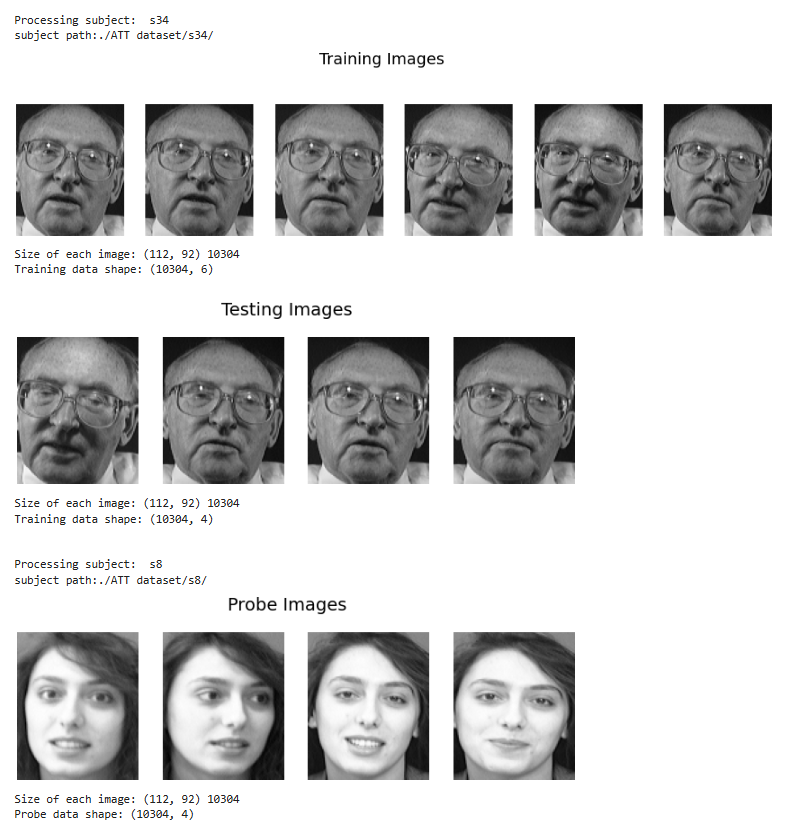 Processing subject:  s34
subject path:./ATT dataset/s34/
Training Images
Size of each image: (112, 92) 10304
Training data shape: (10304, 6)
Testing Images
Size of each image: (112, 92) 10304
Training data shape: (10304, 4)
Processing subject:  s8
subject path:./ATT dataset/s8/
Probe Images
Size of each image: (112, 92) 10304
Probe data shape: (10304, 4)